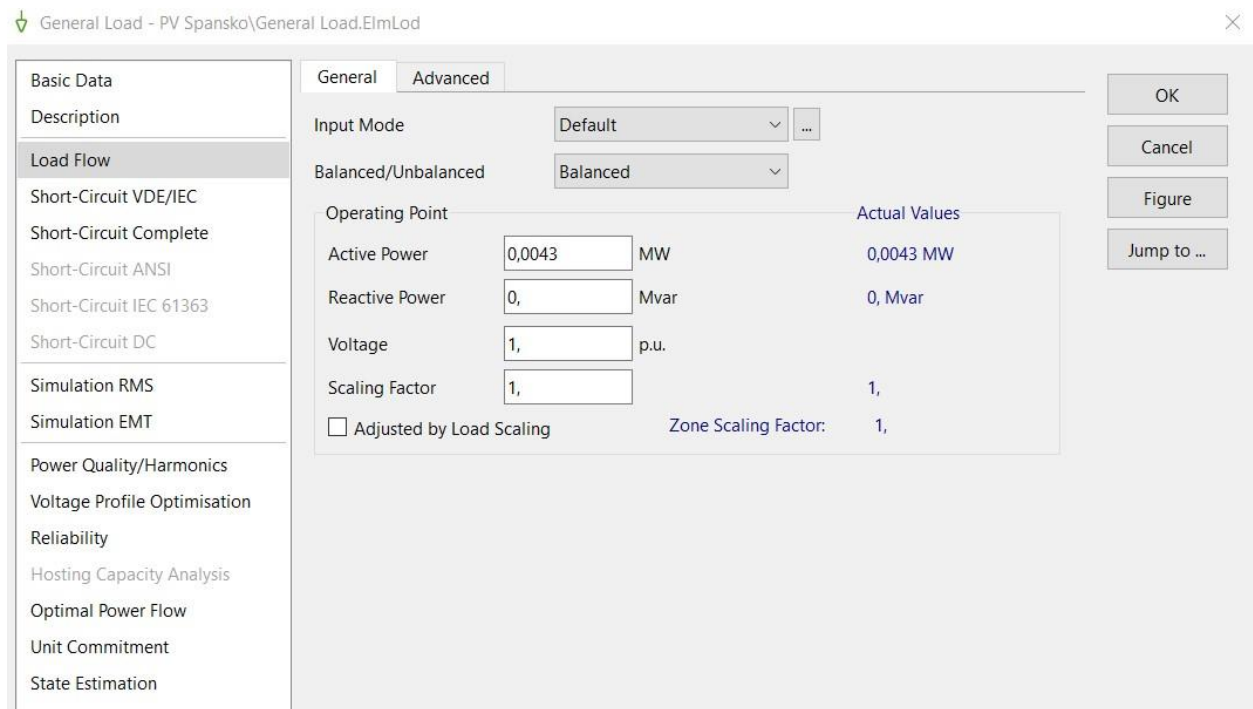 General Load - PV Spansko\General Load.ElmLod
Basic Data
Description
Load Flow
Short-Circuit VDE/IEC
Short-Circuit Complete
Short-Circuit ANSI
Short-Circuit IEC 61363
Short-Circuit DC
Simulation RMS
Simulation EMT
Power Quality/Harmonics
Voltage Profile Optimisation
Reliability
Hosting Capacity Analysis
Optimal Power Flow
Unit Commitment
State Estimation
General Advanced
Input Mode Default ...
Balanced/Unbalanced Balanced
Operating Point Actual Values
Active Power 0,0043 MW 0,0043 MW
Reactive Power 0, Mvar 0, Mvar
Voltage 1, p.u.
Scaling Factor 1, 1,
Adjusted by Load Scaling Zone Scaling Factor: 1,
OK
Cancel
Figure
Jump to ...